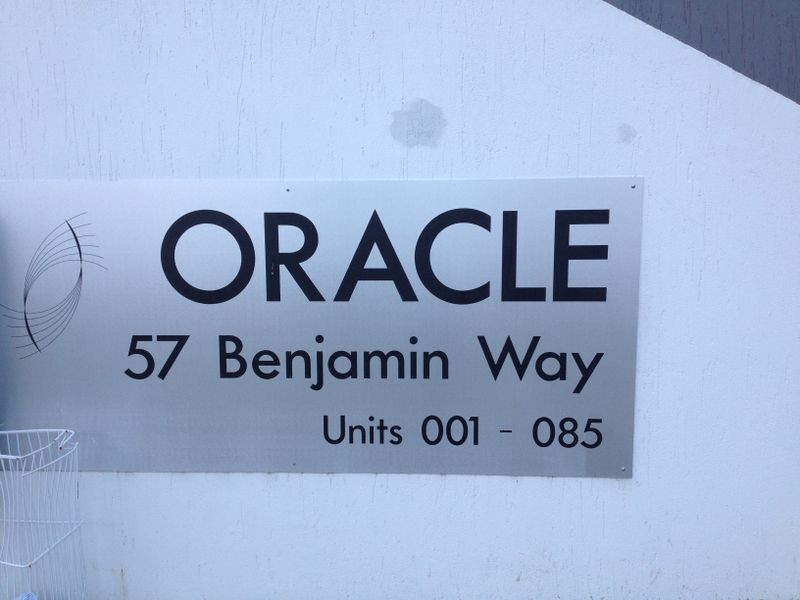 ORACLE
57 Benjamin Way
Units 001 - 085